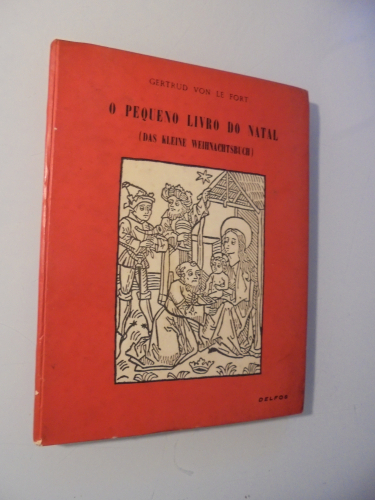 GERTRUD VON LE FORT
O PEQUENO LIVRO DO NATAL
(DAS KLEINE WEIHNACHTSBUCH)
DELFOS